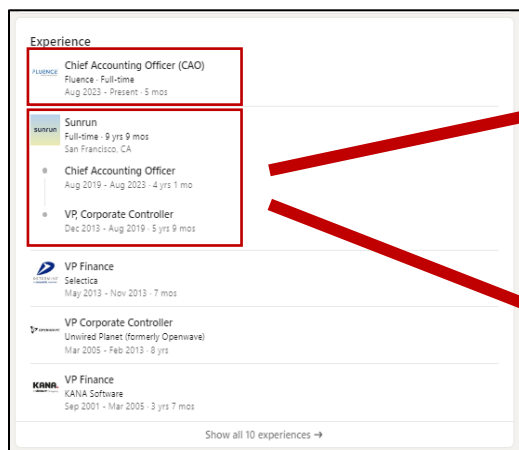 Experience
FLUENCE
Chief Accounting Officer (CAO)
Fluence · Full-time
Aug 2023 - Present · 5 mos
sunrun
Sunrun
Full-time · 9 yrs 9 mos
San Francisco, CA
Chief Accounting Officer
Aug 2019 - Aug 2023 · 4 yrs 1 mo
VP, Corporate Controller
Dec 2013 - Aug 2019 · 5 yrs 9 mos
VP Finance
Selectica
May 2013 - Nov 2013 · 7 mos
VP Corporate Controller
Unwired Planet (formerly Openwave)
Mar 2005 - Feb 2013 · 8 yrs
KANA
VP Finance
KANA Software
Sep 2001 - Mar 2005 · 3 yrs 7 mos
Show all 10 experiences →